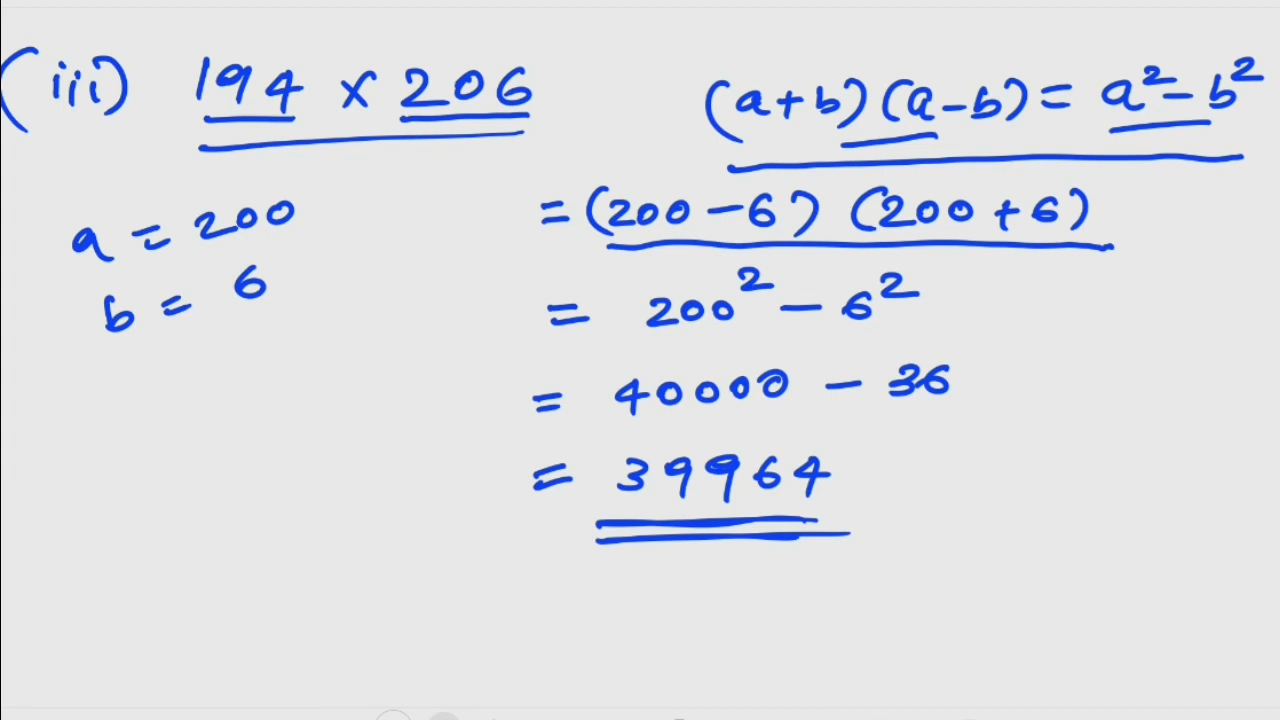 (iii) 194 × 206
(a+b)(a-b) = a² - b²
a = 200
b = 6
= (200 - 6) (200 + 6)
= 200² - 6²
= 40000 - 36
= 39964